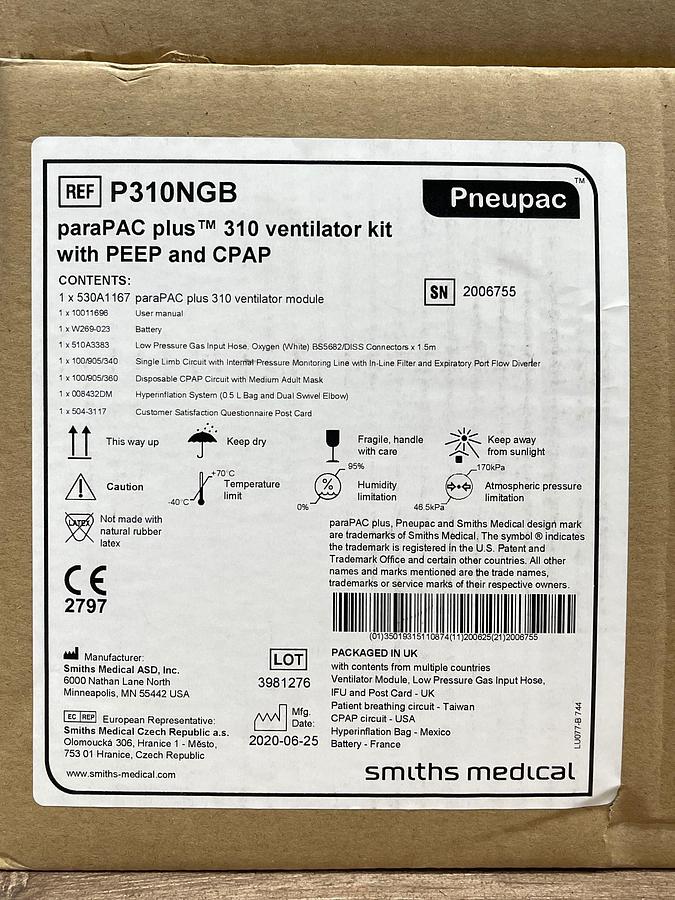 REF P310NGB
Pneupac™
paraPAC plus™ 310 ventilator kit
with PEEP and CPAP
CONTENTS:
SN 2006755
1 x 530A1167 paraPAC plus 310 ventilator module
1 x 10011696 User manual
1 x W269-023 Battery
1 x 510A3383 Low Pressure Gas Input Hose. Oxygen (White) BS5682/DISS Connectors x 1.5m
1 x 100/905/340 Single Limb Circuit with Internal Pressure Monitoring Line with In-Line Filter and Expiratory Port Flow Diverter
1 x 100/905/360 Disposable CPAP Circuit with Medium Adult Mask
1 x 008432DM Hyperinflation System (0.5 L Bag and Dual Swivel Elbow)
1 x 504-3117 Customer Satisfaction Questionnaire Post Card
This way up
Keep dry
Fragile, handle
with care
Keep away
from sunlight
Caution
-40°C
+70°C
Temperature
limit
0%
%
95%
Humidity
limitation
46.5kPa
170kPa
Atmospheric pressure
limitation
LATEX
Not made with
natural rubber
latex
paraPAC plus, Pneupac and Smiths Medical design mark
are trademarks of Smiths Medical. The symbol ® indicates
the trademark is registered in the U.S. Patent and
Trademark Office and certain other countries. All other
names and marks mentioned are the trade names,
trademarks or service marks of their respective owners.
CE
2797
(01)35019315110874(11)200625(21)2006755
Manufacturer:
Smiths Medical ASD, Inc.
6000 Nathan Lane North
Minneapolis, MN 55442 USA
LOT
3981276
EC REP European Representative:
Smiths Medical Czech Republic a.s.
Olomoucká 306, Hranice 1 - Město,
753 01 Hranice, Czech Republic
Mfg.
Date:
2020-06-25
www.smiths-medical.com
PACKAGED IN UK
with contents from multiple countries
Ventilator Module, Low Pressure Gas Input Hose,
IFU and Post Card - UK
Patient breathing circuit - Taiwan
CPAP circuit - USA
Hyperinflation Bag - Mexico
Battery - France
LU077-B 744
smiths medical